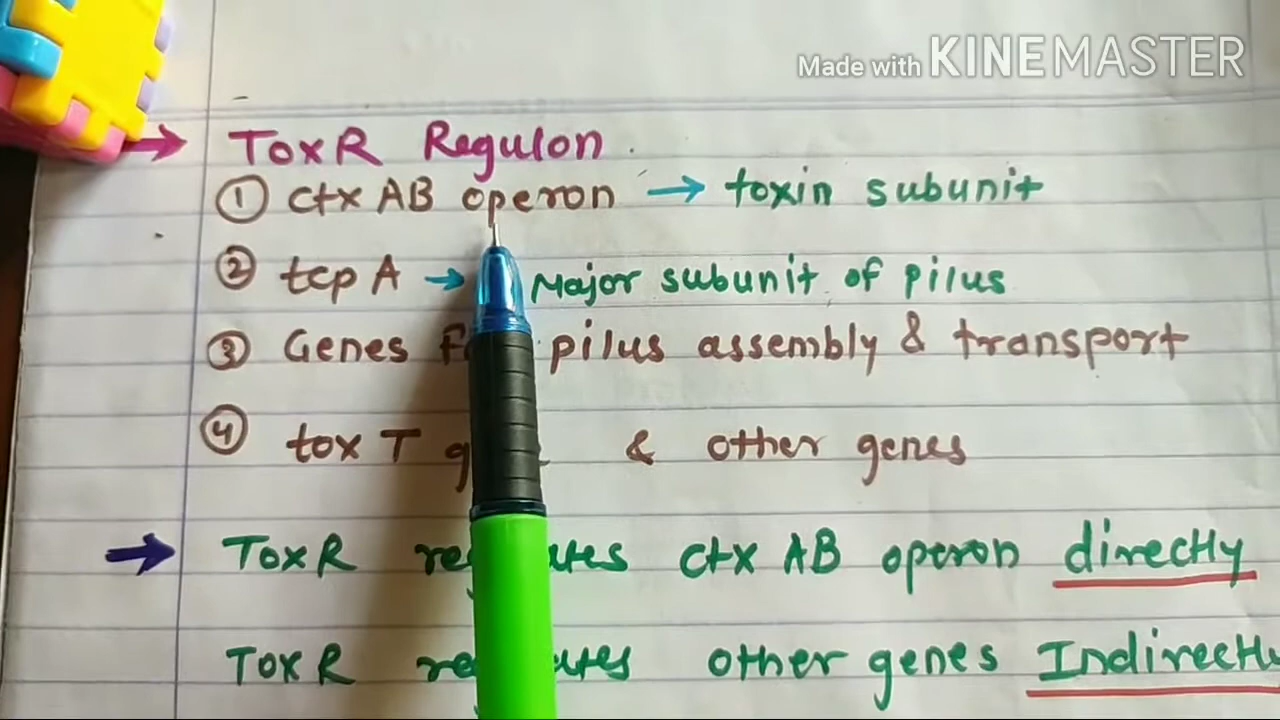 Made with KINEMASTER
ToxR Regulon
① ctx AB operon → toxin subunit
② tcp A → Major subunit of pilus
③ Genes pilus assembly & transport
④ tox T & other genes
→ ToxR ctx AB operon directly
ToxR other genes